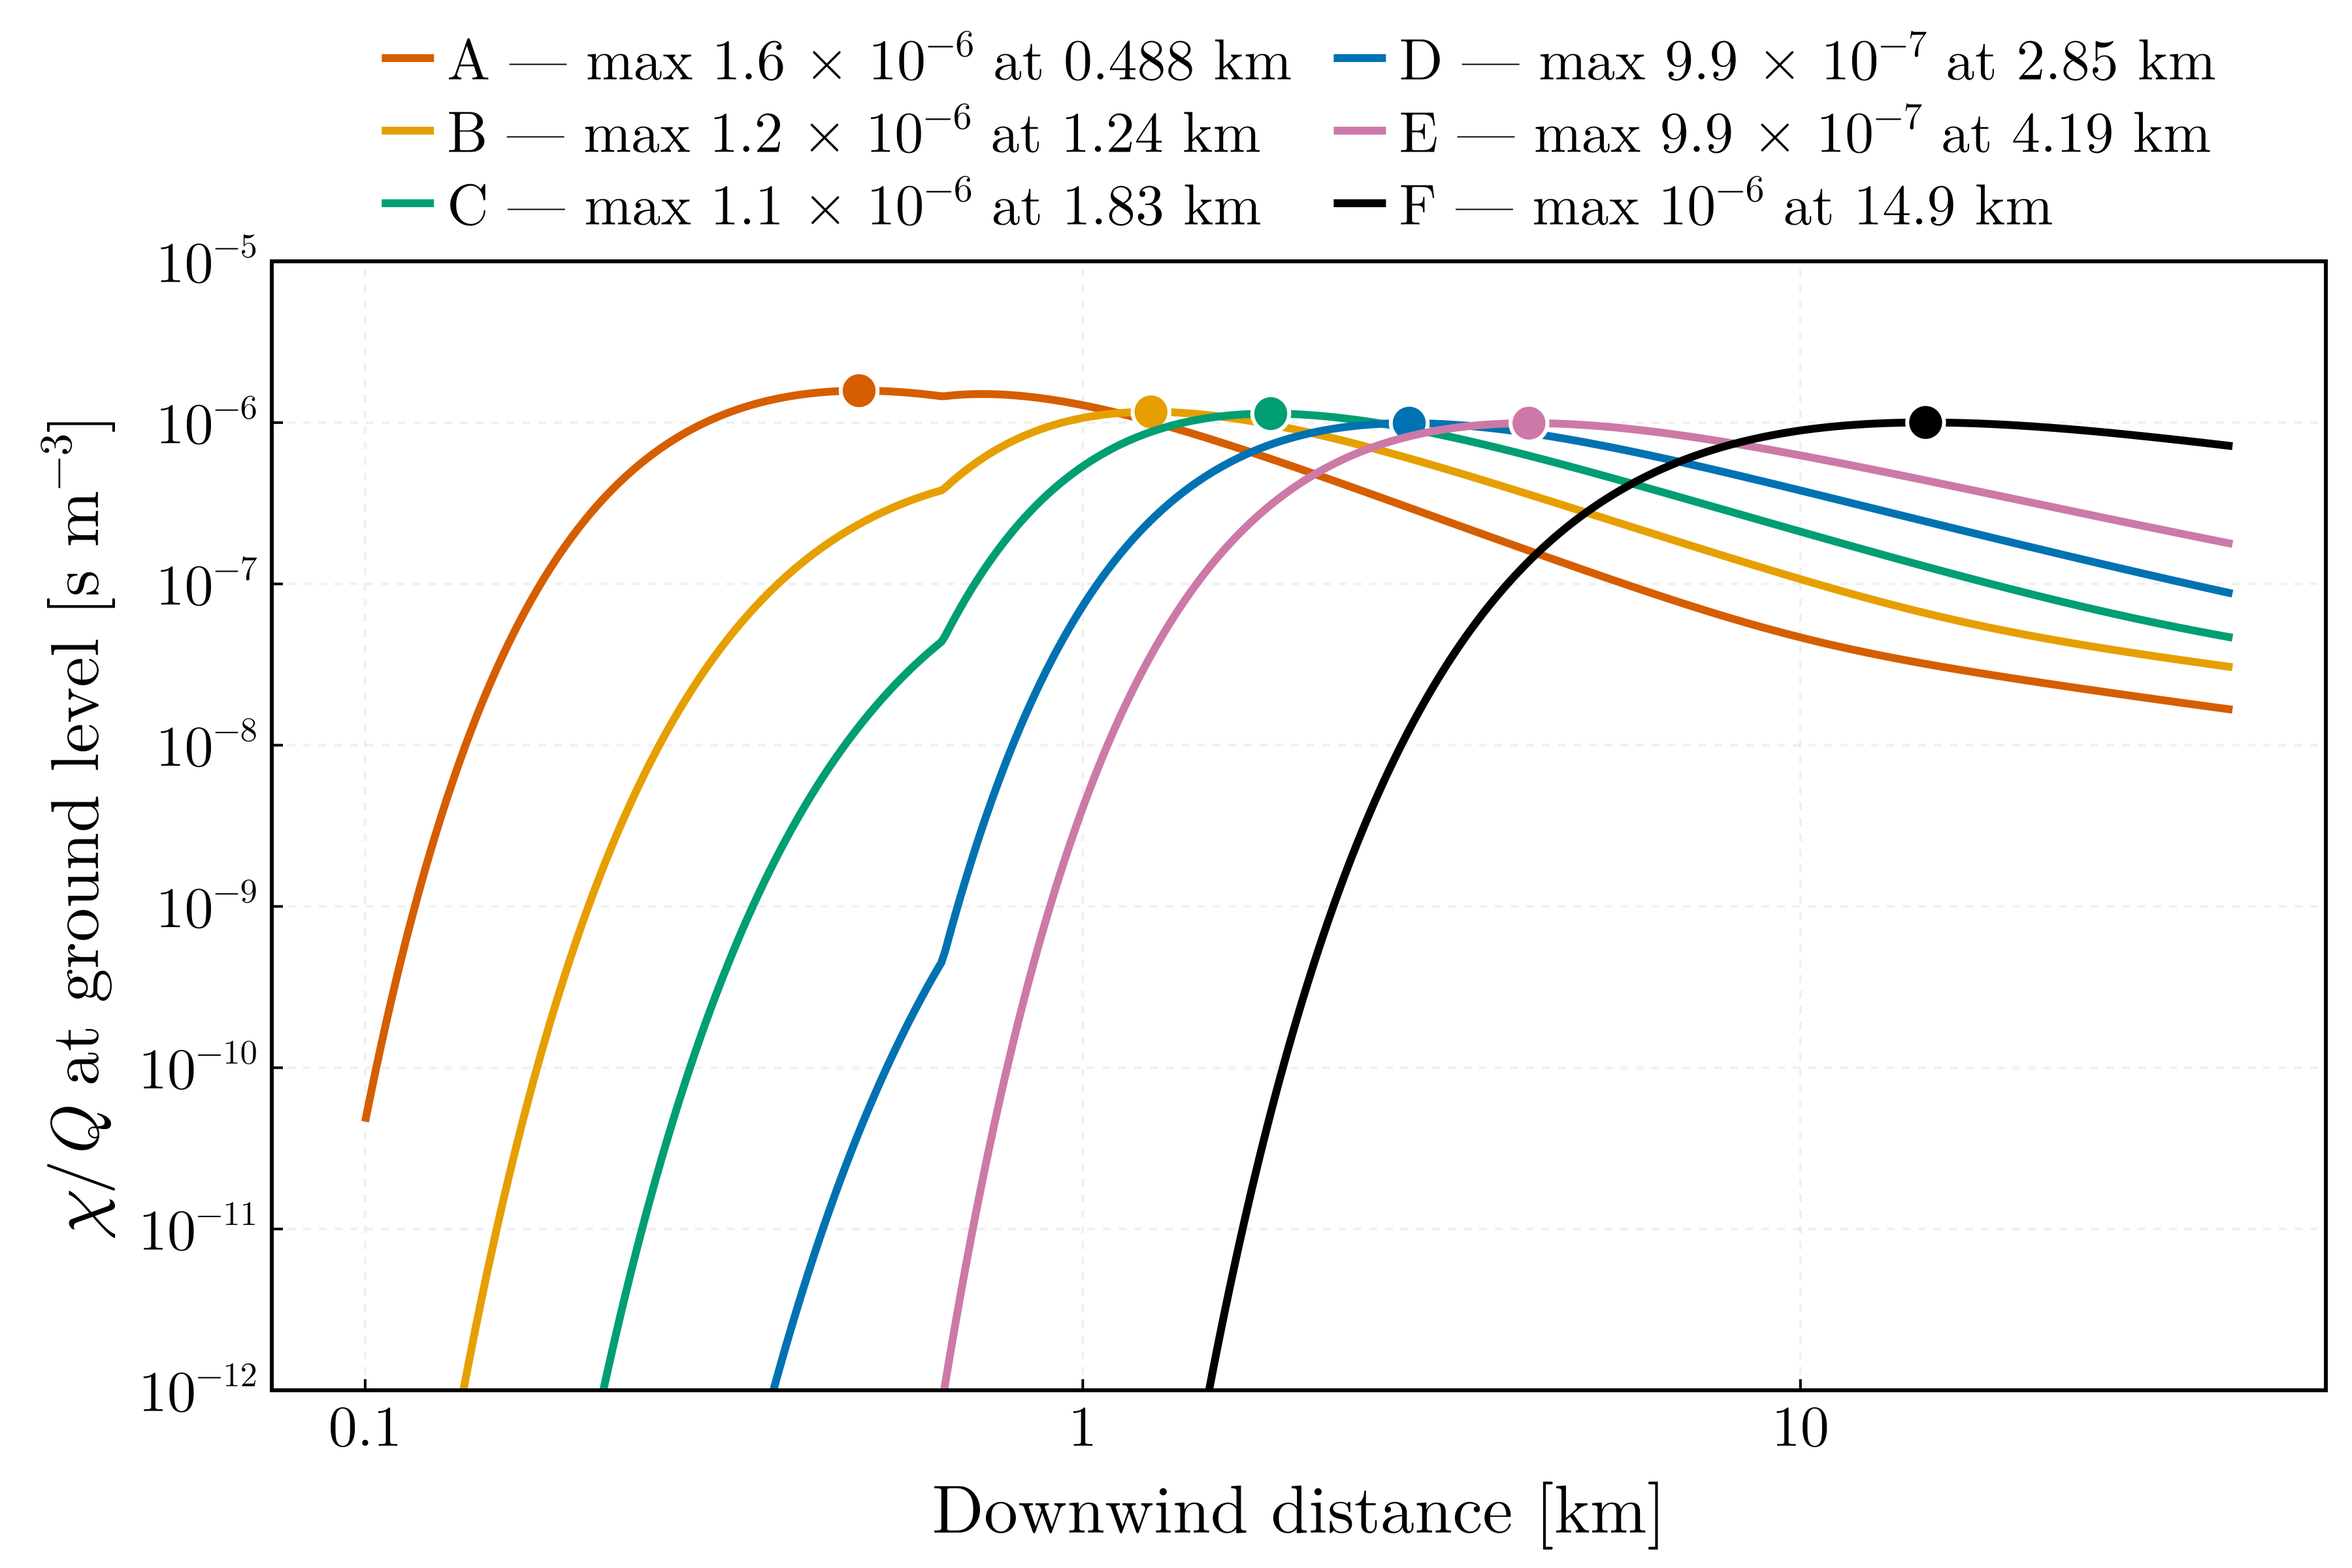 A — max 1.6 × 10⁻⁶ at 0.488 km
B — max 1.2 × 10⁻⁶ at 1.24 km
C — max 1.1 × 10⁻⁶ at 1.83 km
D — max 9.9 × 10⁻⁷ at 2.85 km
E — max 9.9 × 10⁻⁷ at 4.19 km
F — max 10⁻⁶ at 14.9 km
χ/Q at ground level [s m⁻³]
10⁻⁵
10⁻⁶
10⁻⁷
10⁻⁸
10⁻⁹
10⁻¹⁰
10⁻¹¹
10⁻¹²
0.1
1
10
Downwind distance [km]